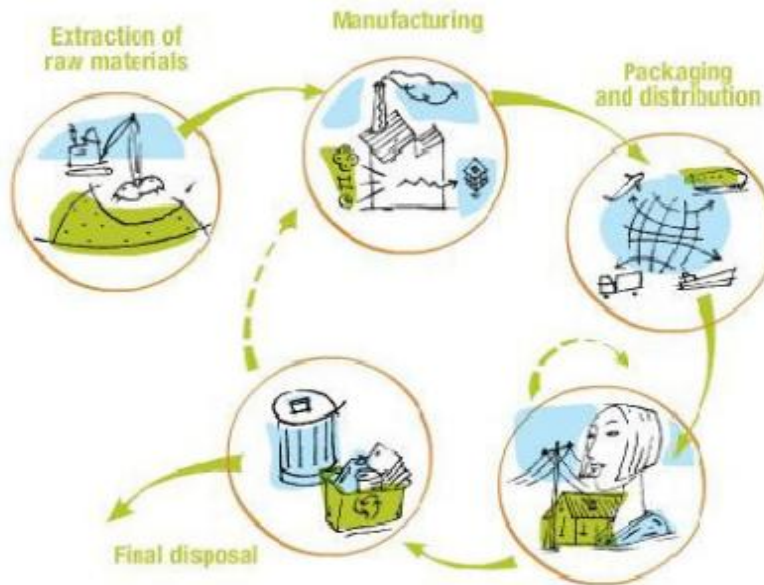 Extraction of
raw materials
Manufacturing
Packaging
and distribution
Final disposal